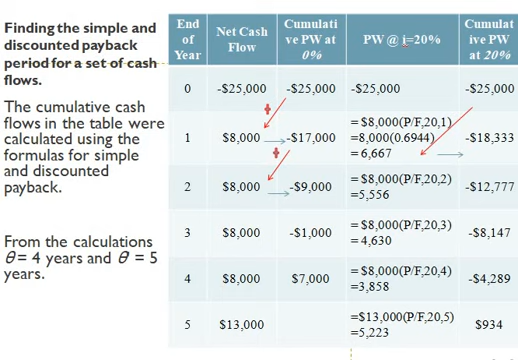 Finding the simple and
discounted payback
period for a set of cash
flows.
The cumulative cash
flows in the table were
calculated using the
formulas for simple
and discounted
payback.
From the calculations
θ = 4 years and θ' = 5
years.
End of Year | Net Cash Flow | Cumulati ve PW at 0% | PW @ i=20% | Cumulat ive PW at 20%
0 | -$25,000 | -$25,000 | -$25,000 | -$25,000
1 | $8,000 | -$17,000 | = $8,000(P/F,20,1) =8,000(0.6944) = 6,667 | -$18,333
2 | $8,000 | -$9,000 | = $8,000(P/F,20,2) =5,556 | -$12,777
3 | $8,000 | -$1,000 | = $8,000(P/F,20,3) = 4,630 | -$8,147
4 | $8,000 | $7,000 | = $8,000(P/F,20,4) =3,858 | -$4,289
5 | $13,000 | =$13,000(P/F,20,5) =5,223 | $934